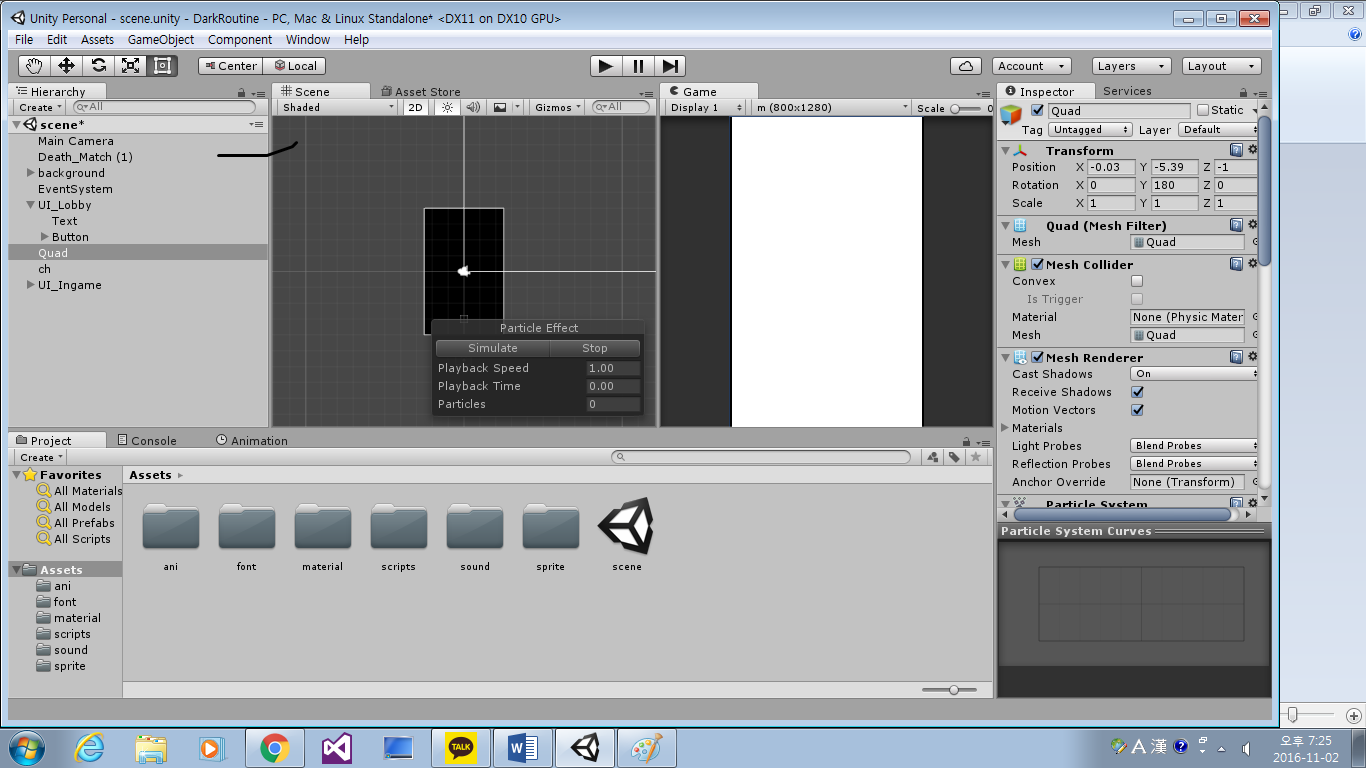 Unity Personal - scene.unity - DarkRoutine - PC, Mac & Linux Standalone* <DX11 on DX10 GPU>
File Edit Assets GameObject Component Window Help
Center Local Account Layers Layout
Hierarchy
Create All
scene*
Main Camera
Death_Match (1)
background
EventSystem
UI_Lobby
Text
Button
Quad
ch
UI_Ingame
Scene Asset Store
Shaded 2D Gizmos All
Particle Effect
Simulate Stop
Playback Speed 1.00
Playback Time 0.00
Particles 0
Game
Display 1 m (800x1280) Scale 0
Inspector Services
Quad Static
Tag Untagged Layer Default
Transform
Position X -0.03 Y -5.39 Z -1
Rotation X 0 Y 180 Z 0
Scale X 1 Y 1 Z 1
Quad (Mesh Filter)
Mesh Quad
Mesh Collider
Convex
Is Trigger
Material None (Physic Mater
Mesh Quad
Mesh Renderer
Cast Shadows On
Receive Shadows
Motion Vectors
Materials
Light Probes Blend Probes
Reflection Probes Blend Probes
Anchor Override None (Transform)
Particle System
Particle System Curves
Project Console Animation
Create
Favorites
All Materials
All Models
All Prefabs
All Scripts
Assets
ani
font
material
scripts
sound
sprite
Assets
ani font material scripts sound sprite scene
TALK
W
A 漢
오후 7:25
2016-11-02